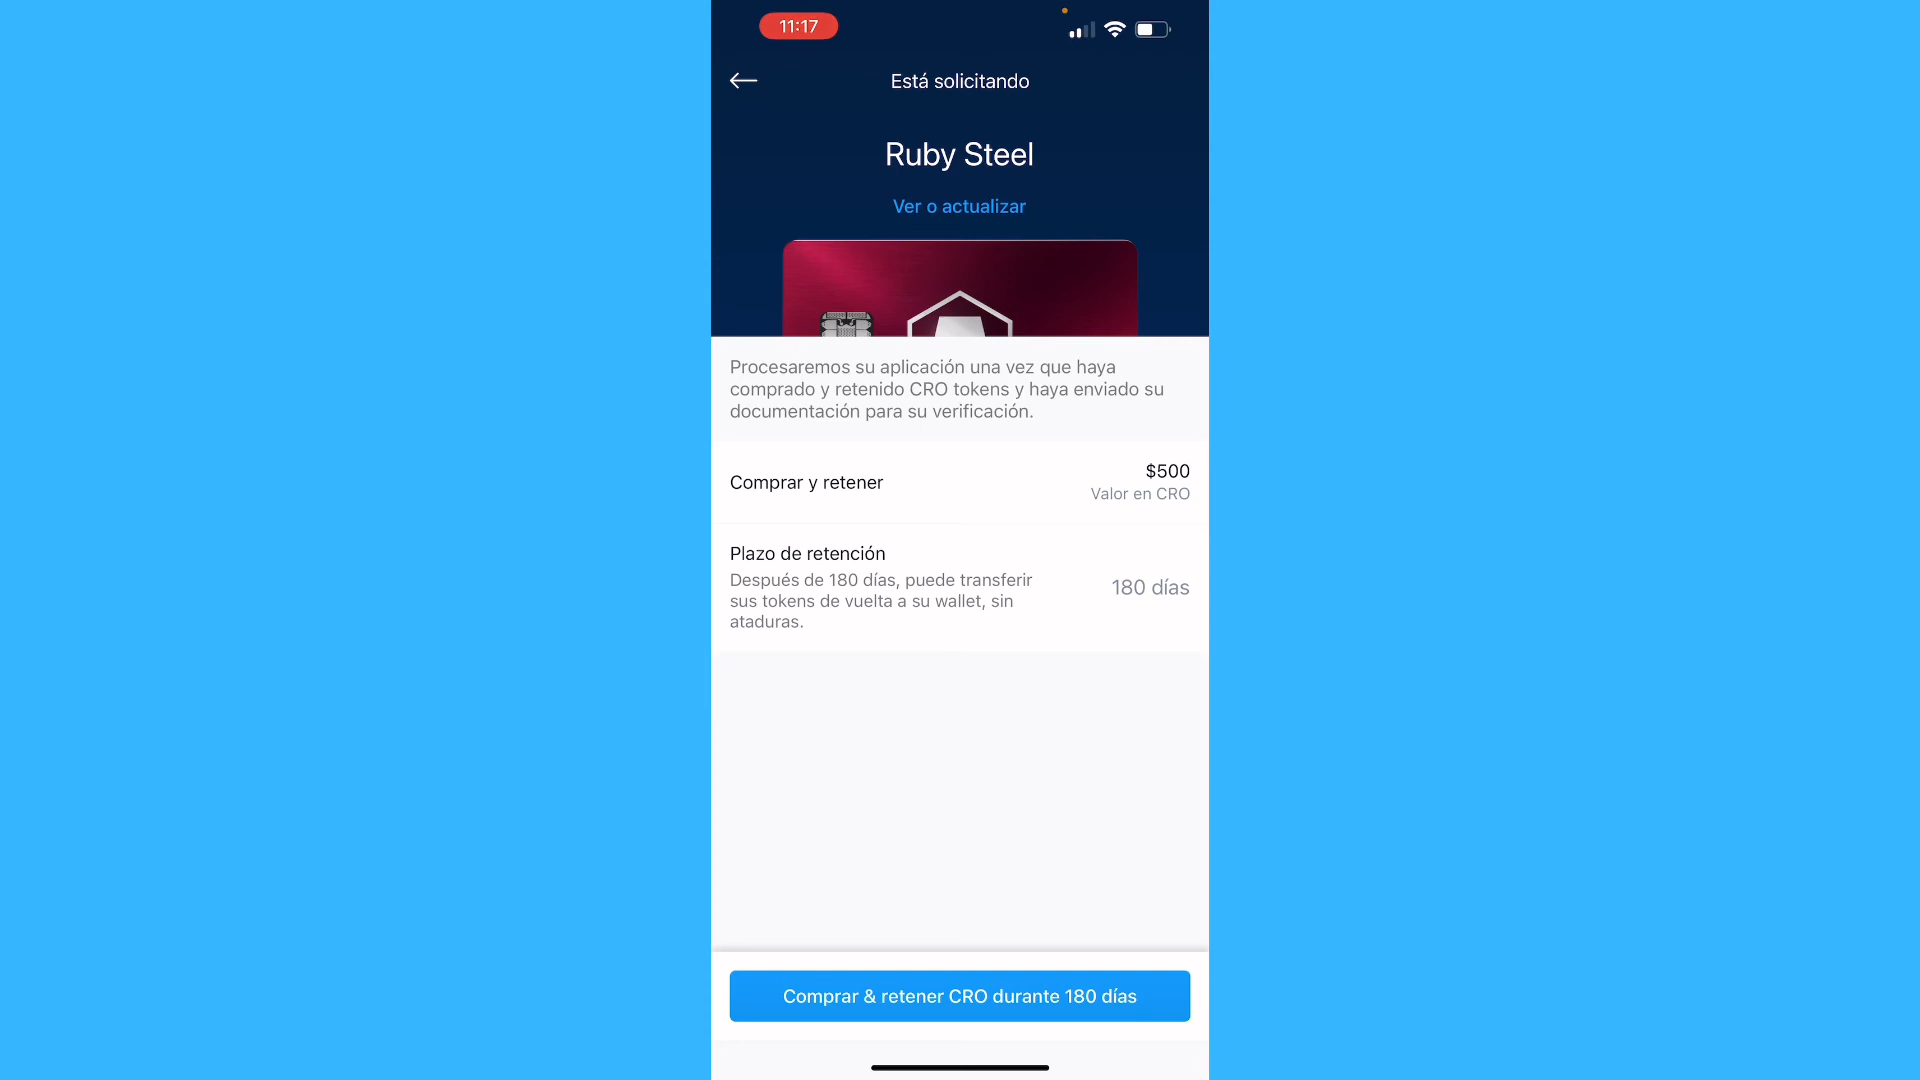 11:17
Está solicitando
Ruby Steel
Ver o actualizar
Procesaremos su aplicación una vez que haya
comprado y retenido CRO tokens y haya enviado su
documentación para su verificación.
Comprar y retener
$500
Valor en CRO
Plazo de retención
Después de 180 días, puede transferir
sus tokens de vuelta a su wallet, sin
ataduras.
180 días
Comprar & retener CRO durante 180 días